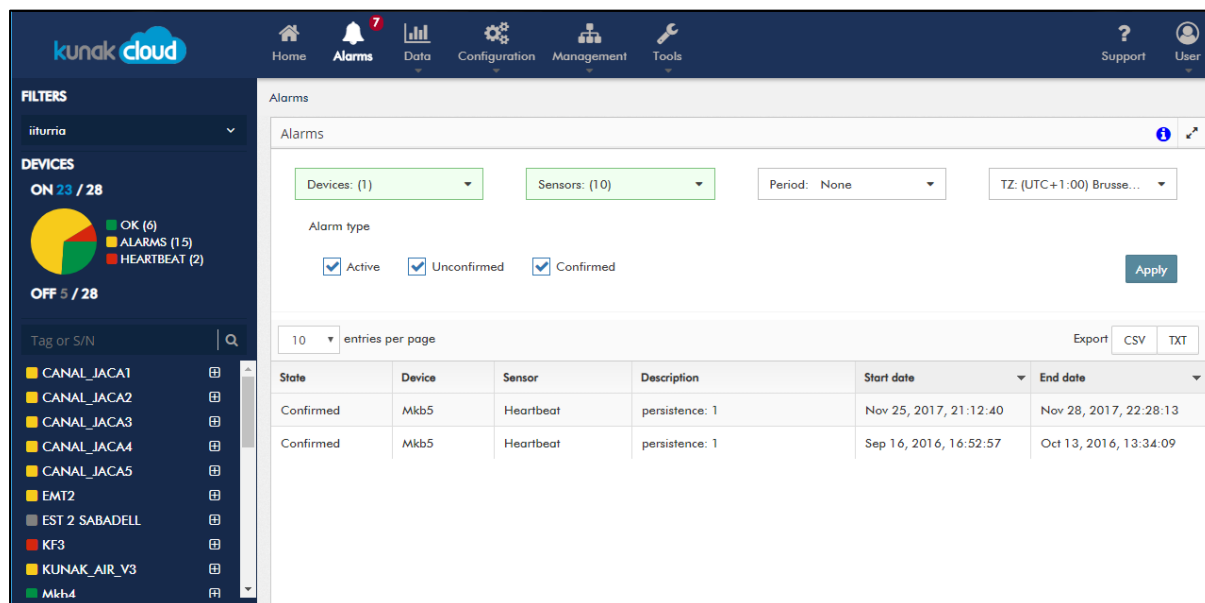 kunak cloud
Home
Alarms
7
Data
Configuration
Management
Tools
Support
User
FILTERS
iiturria
DEVICES
ON 23 / 28
OK (6)
ALARMS (15)
HEARTBEAT (2)
OFF 5 / 28
Tag or S/N
CANAL_JACA1
CANAL_JACA2
CANAL_JACA3
CANAL_JACA4
CANAL_JACA5
EMT2
EST 2 SABADELL
KF3
KUNAK_AIR_V3
Mkb4
Alarms
Alarms
Devices: (1)
Sensors: (10)
Period: None
TZ: (UTC+1:00) Brusse...
Alarm type
Active
Unconfirmed
Confirmed
Apply
10 entries per page
Export CSV TXT
State Device Sensor Description Start date End date
Confirmed Mkb5 Heartbeat persistence: 1 Nov 25, 2017, 21:12:40 Nov 28, 2017, 22:28:13
Confirmed Mkb5 Heartbeat persistence: 1 Sep 16, 2016, 16:52:57 Oct 13, 2016, 13:34:09